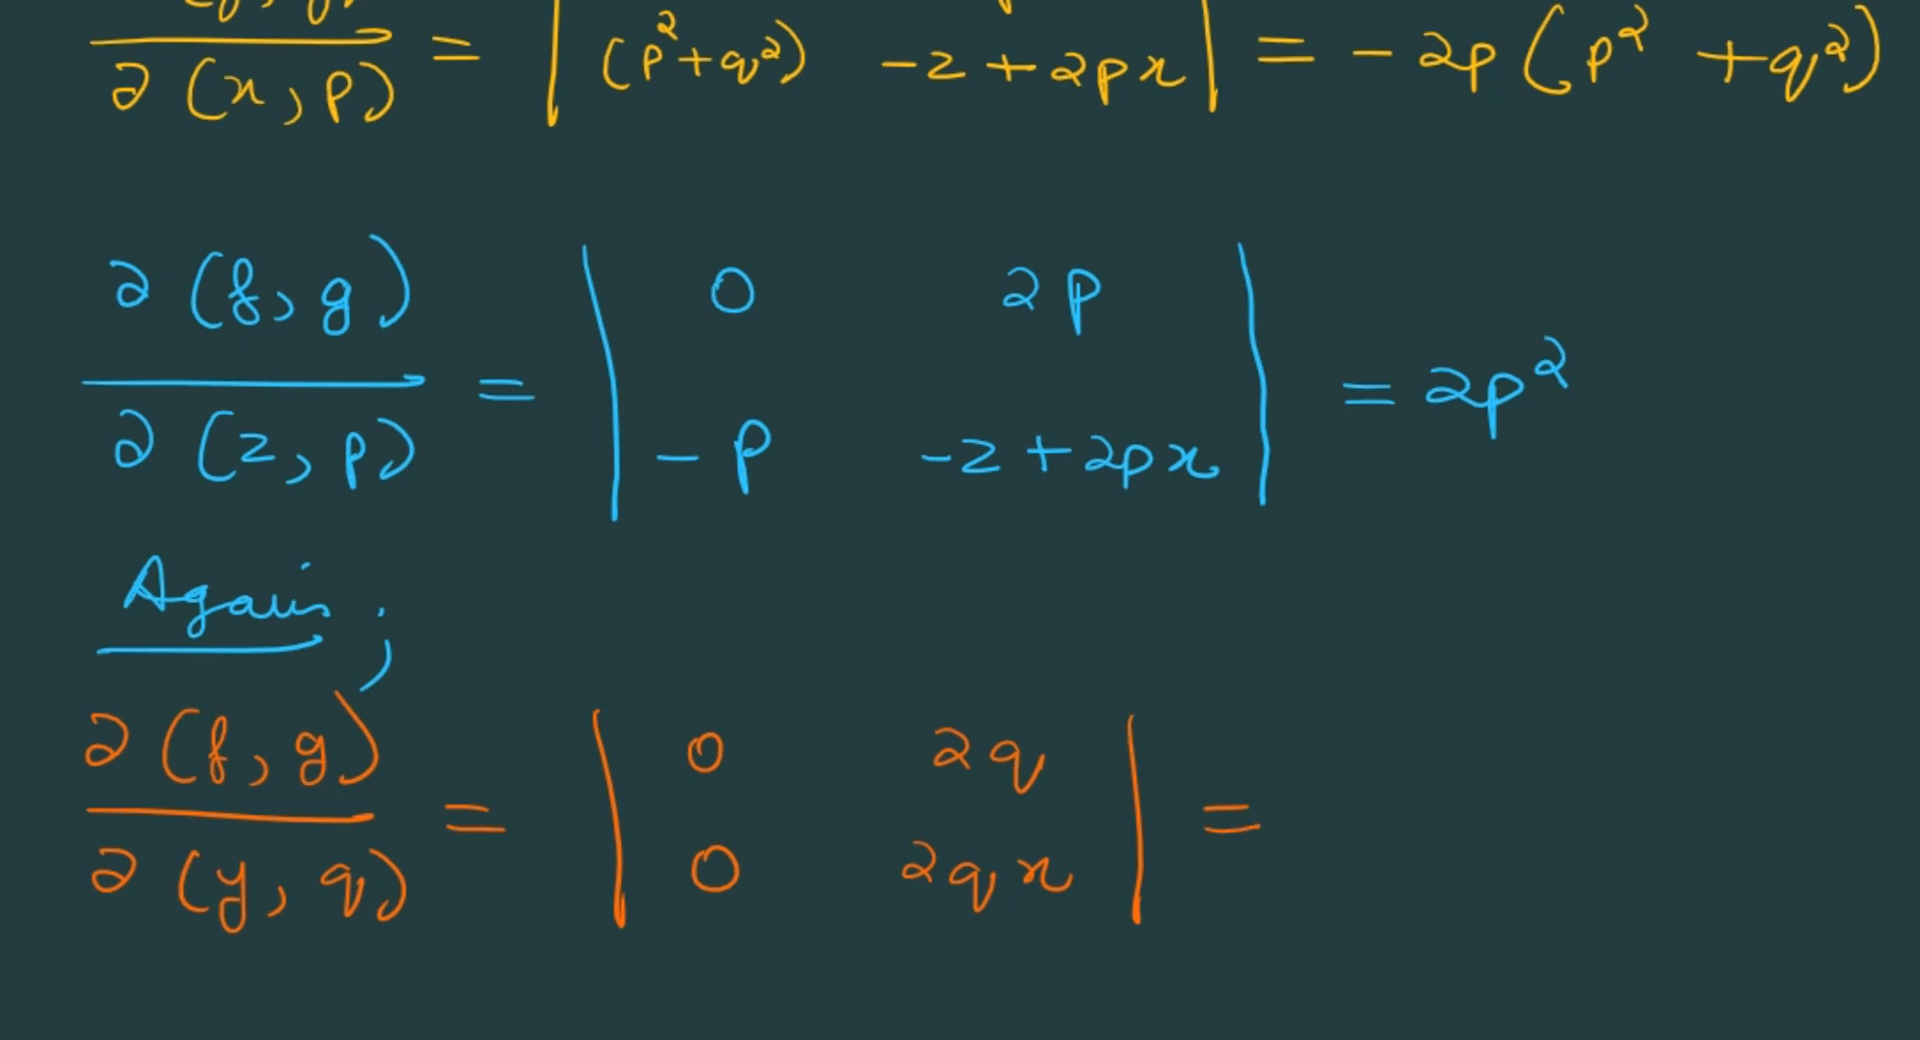 ∂(x,p) = | (p²+q²) -z+2px | = -2p(p²+q²)
∂(f,g) | 0 2p |
∂(z,p) = | -p -z+2px | = 2p²
Again;
∂(f,g) | 0 2q |
∂(y,q) = | 0 2qx | =